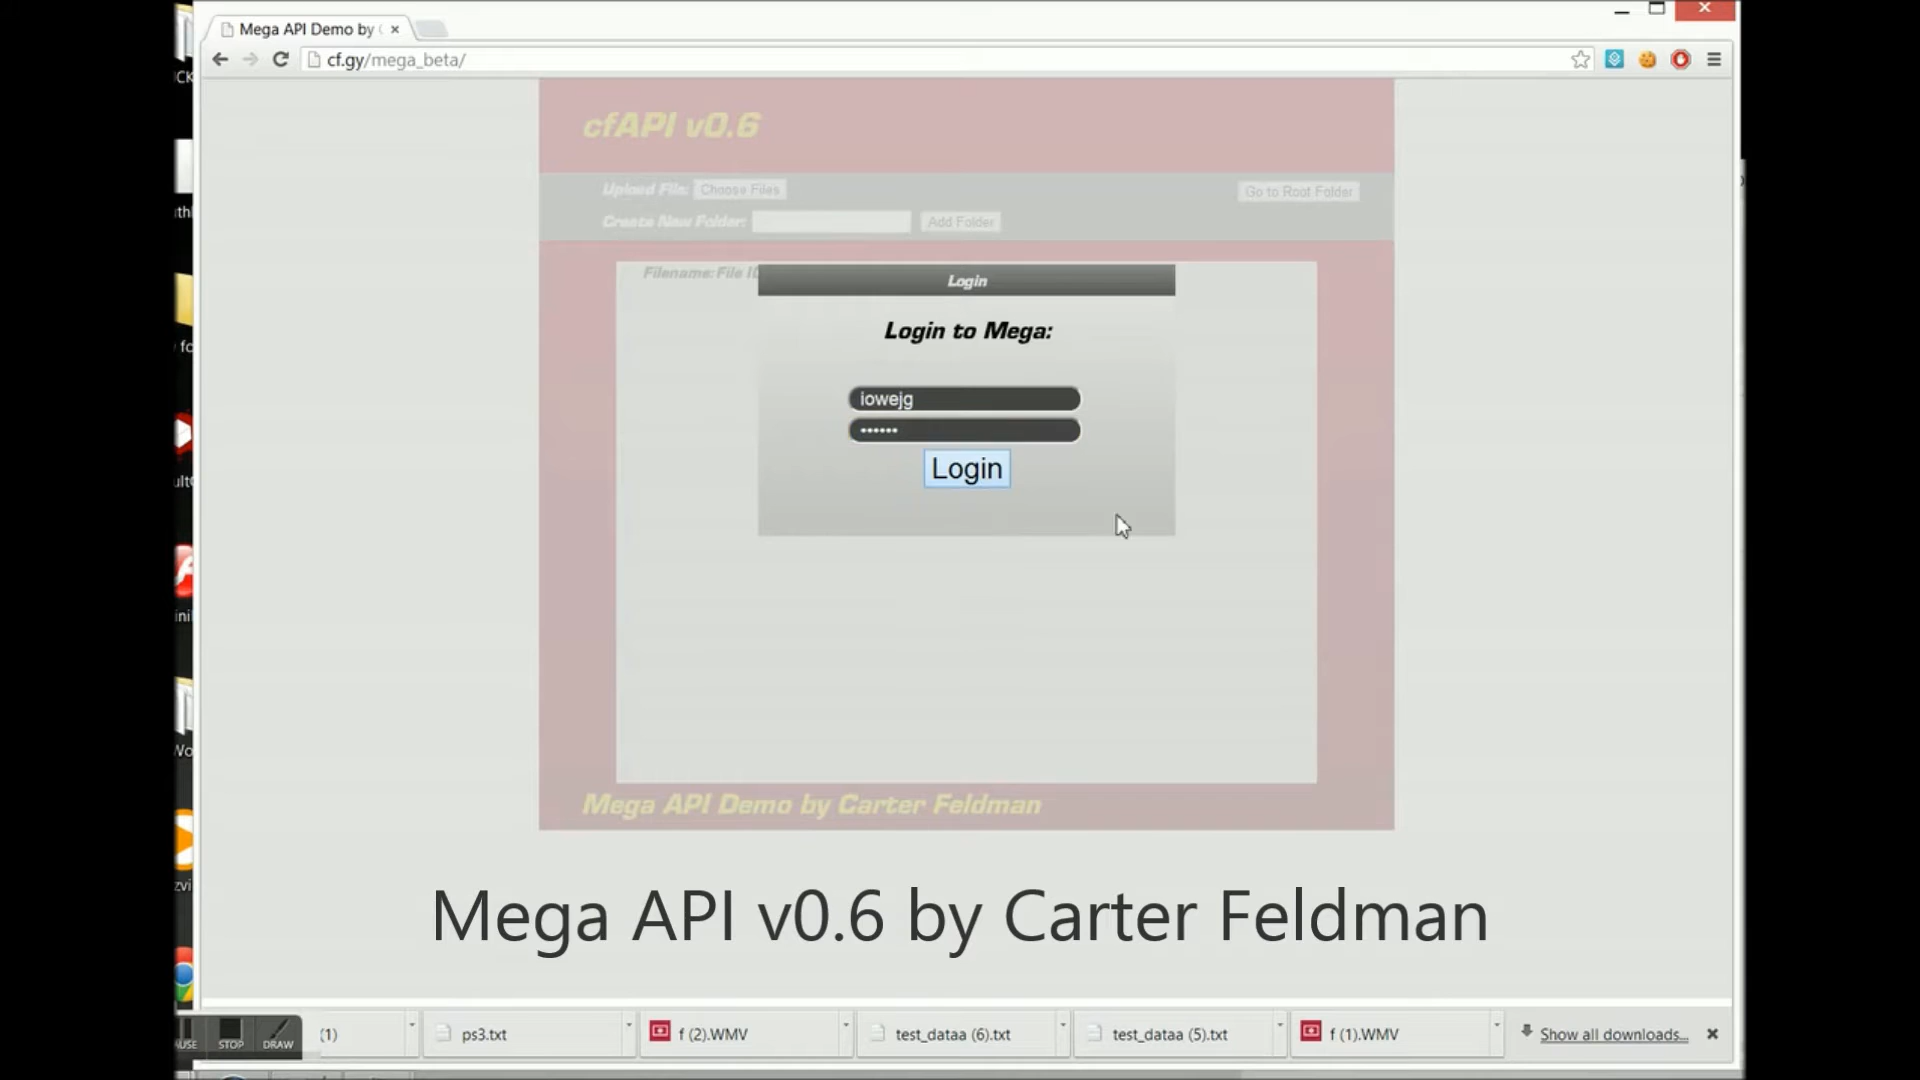 Mega API Demo by
cf.gy/mega_beta/
cfAPI v0.6
Upload File: Choose Files
Go to Root Folder
Create New Folder: Add Folder
Filename: File
Login
Login to Mega:
iowejg
••••••
Login
Mega API Demo by Carter Feldman
Mega API v0.6 by Carter Feldman
STOP
DRAW
(1)
ps3.txt
f (2).WMV
test_dataa (6).txt
test_dataa (5).txt
f (1).WMV
Show all downloads...